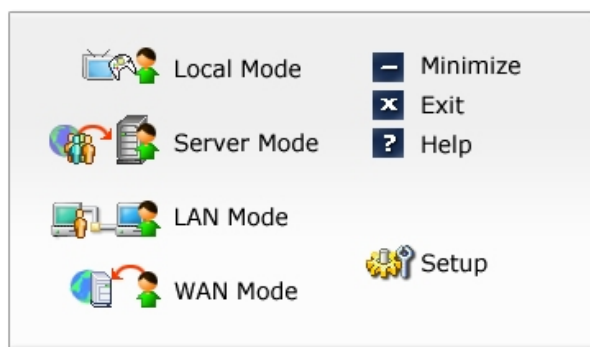 Local Mode
Server Mode
LAN Mode
WAN Mode
Minimize
Exit
Help
Setup